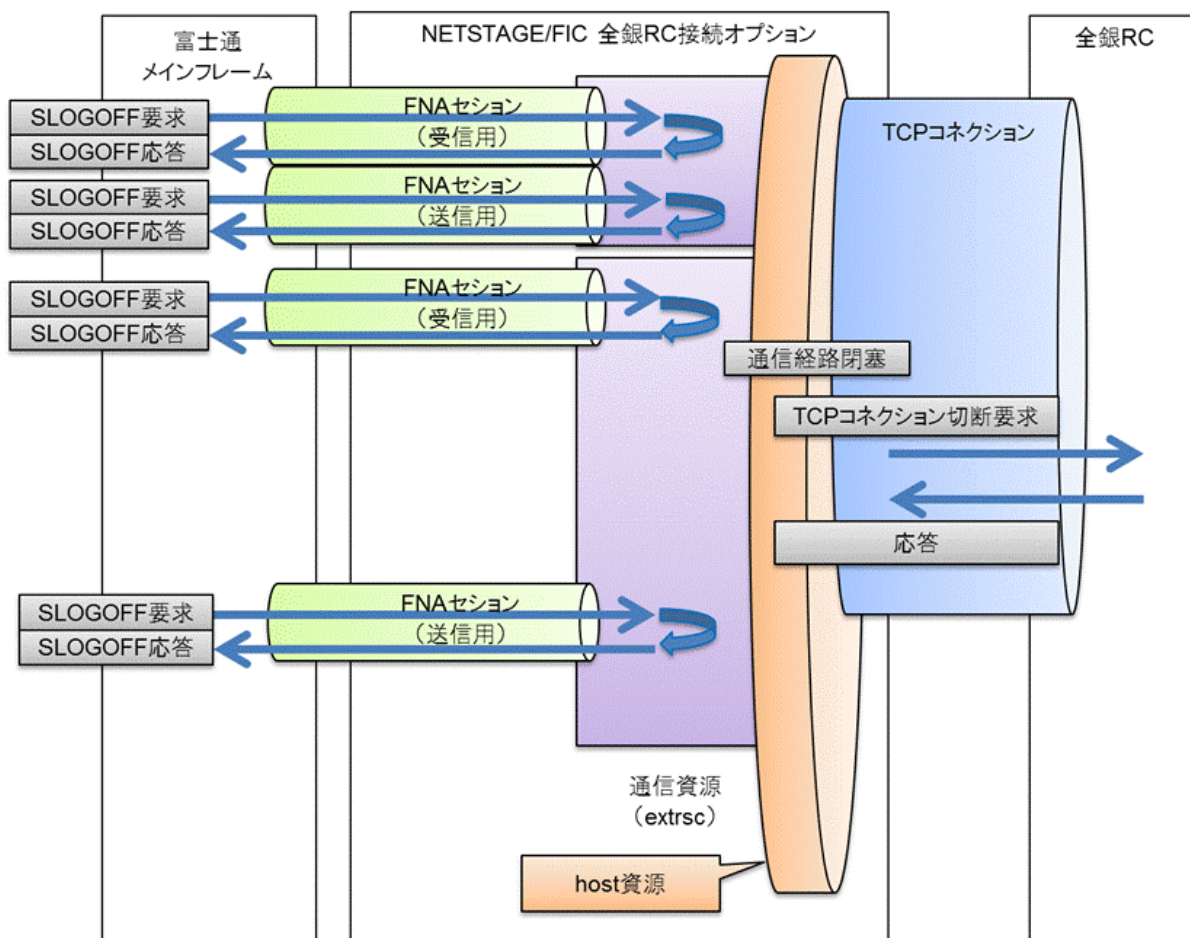 富士通
メインフレーム
NETSTAGE/FIC 全銀RC接続オプション
全銀RC
SLOGOFF要求
SLOGOFF応答
FNAセション
（受信用）
TCPコネクション
SLOGOFF要求
SLOGOFF応答
FNAセション
（送信用）
SLOGOFF要求
SLOGOFF応答
FNAセション
（受信用）
通信経路閉塞
TCPコネクション切断要求
応答
SLOGOFF要求
SLOGOFF応答
FNAセション
（送信用）
通信資源
（extrsc）
host資源